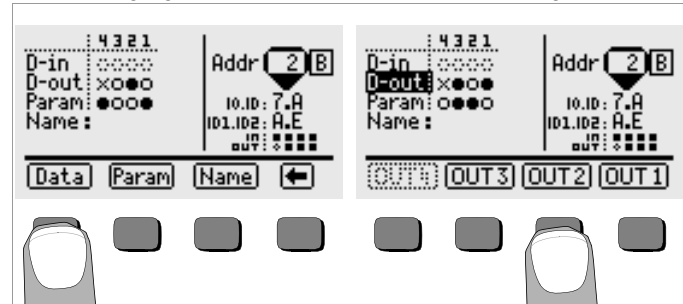 4321
D-in
D-out
Param
Name:
Addr 2 B
IO.ID: 7.A
ID1.ID2: A.E
IN:
OUT:
Data Param Name
4321
D-in
D-out
Param
Name:
Addr 2 B
IO.ID: 7.A
ID1.ID2: A.E
IN:
OUT:
OUT4 OUT3 OUT2 OUT1